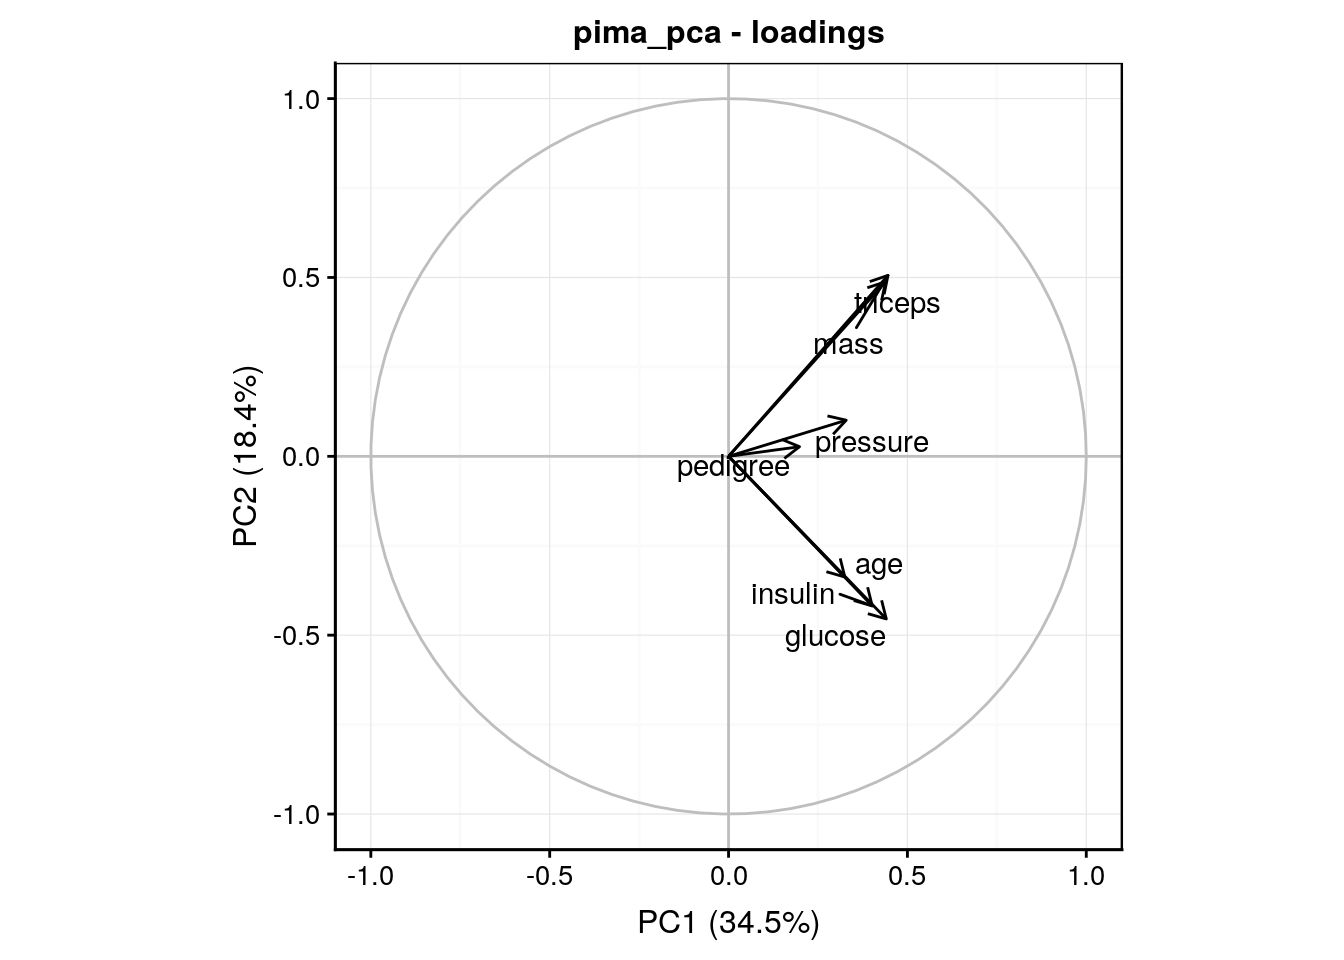 pima_pca - loadings
1.0
0.5
0.0
-0.5
-1.0
PC2 (18.4%)
triceps
mass
pressure
pedigree
age
insulin
glucose
-1.0
-0.5
0.0
0.5
1.0
PC1 (34.5%)